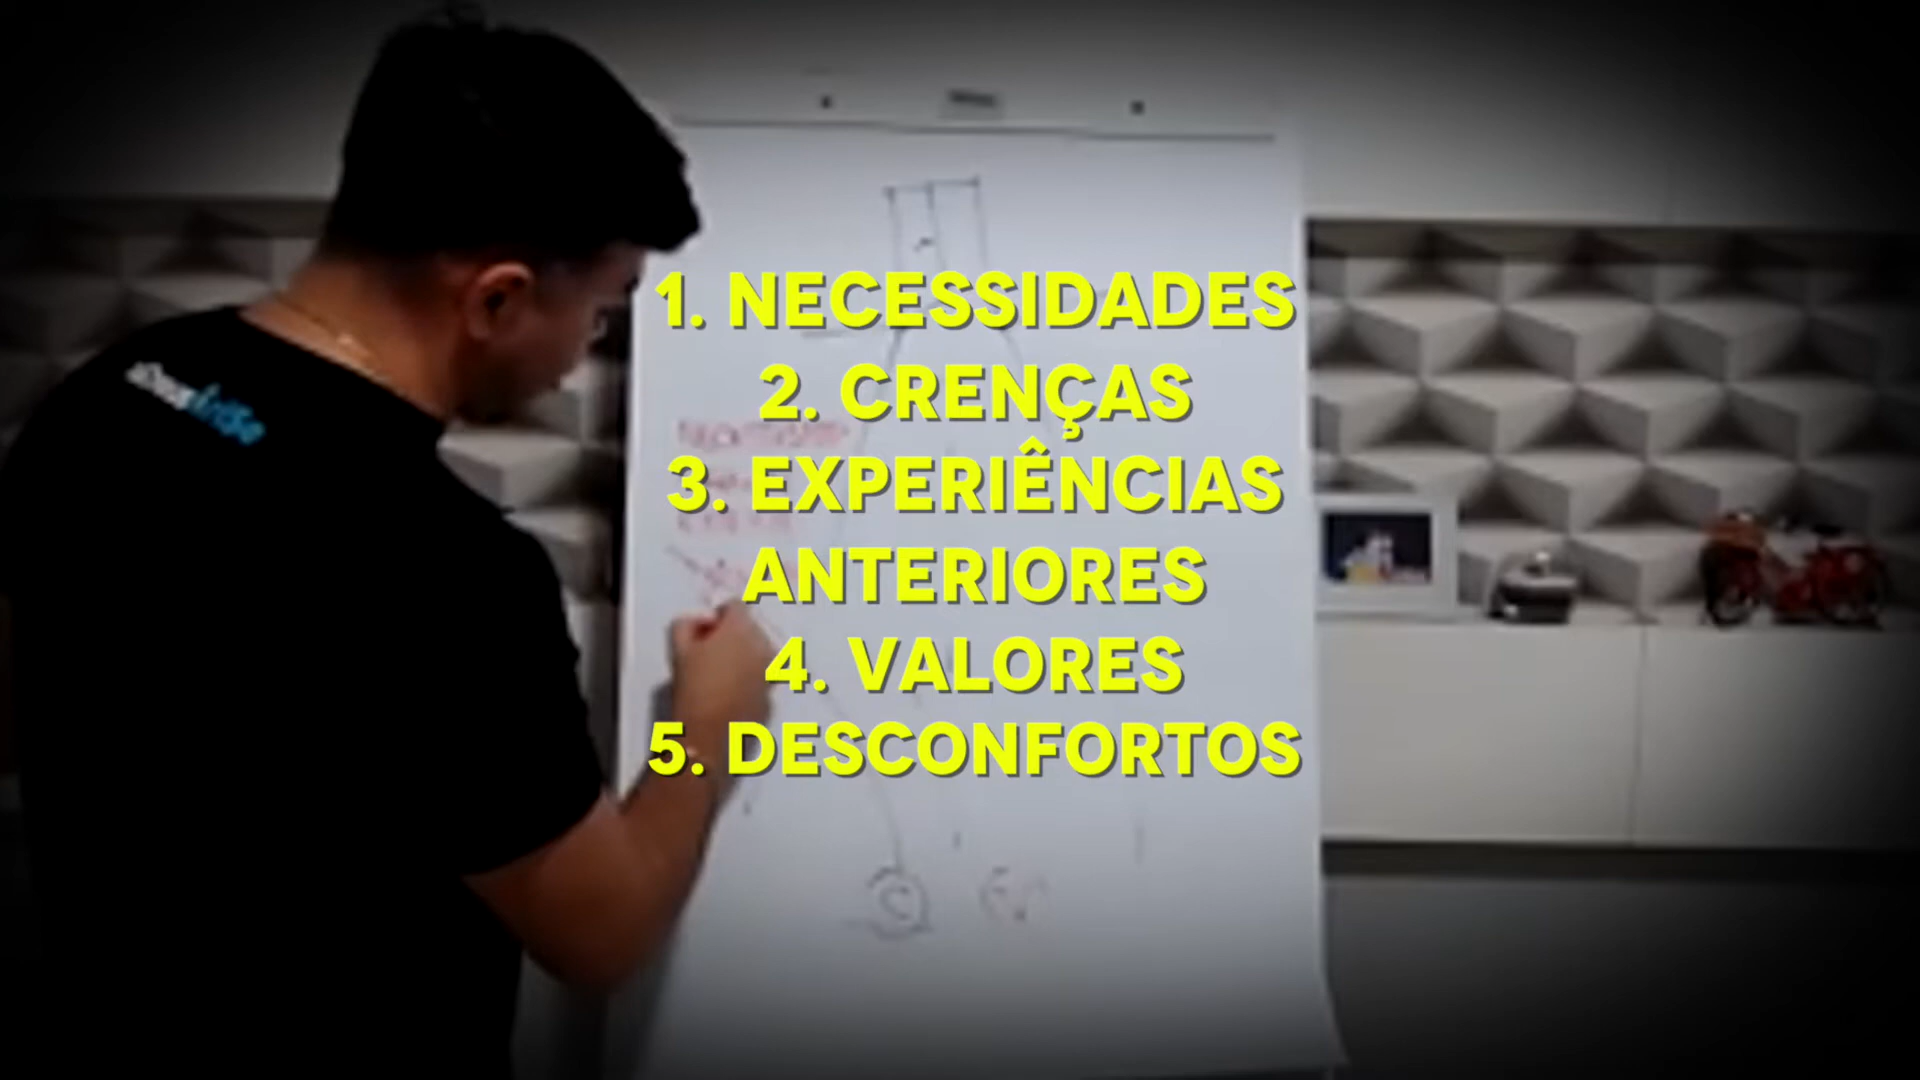 1. NECESSIDADES
2. CRENÇAS
3. EXPERIÊNCIAS
ANTERIORES
4. VALORES
5. DESCONFORTOS